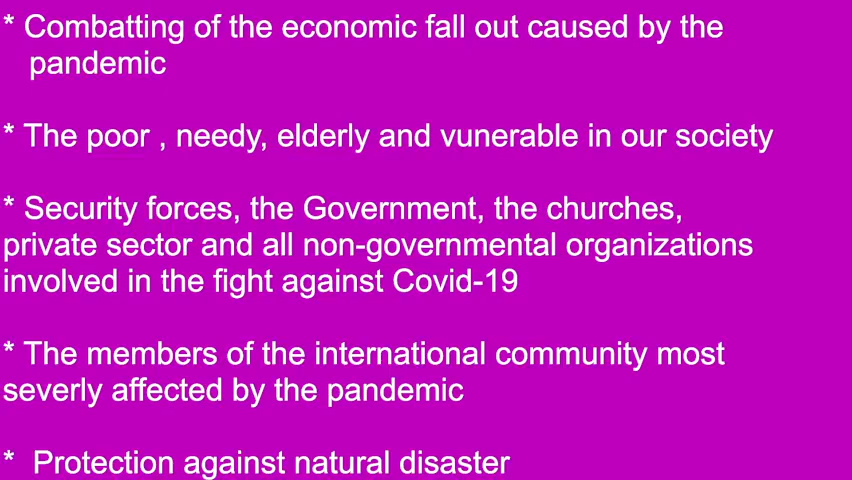 * Combatting of the economic fall out caused by the
pandemic
* The poor , needy, elderly and vunerable in our society
* Security forces, the Government, the churches,
private sector and all non-governmental organizations
involved in the fight against Covid-19
* The members of the international community most
severly affected by the pandemic
* Protection against natural disaster